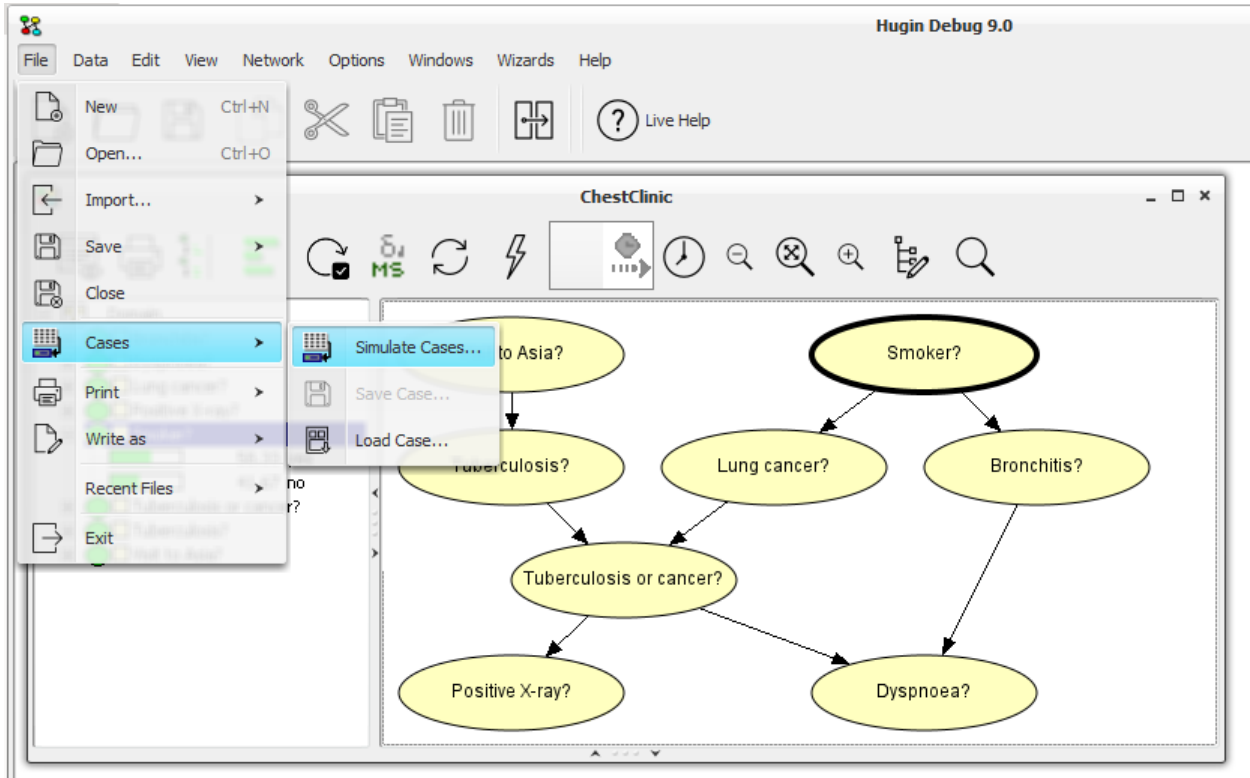 Hugin Debug 9.0
File Data Edit View Network Options Windows Wizards Help
New Ctrl+N
Live Help
Open... Ctrl+O
Import...
ChestClinic
Save
MS
Close
Cases
Simulate Cases...
to Asia?
Smoker?
Print
Save Case...
Write as
Load Case...
Tuberculosis?
Lung cancer?
Bronchitis?
Recent Files
no
r?
Exit
Tuberculosis or cancer?
Positive X-ray?
Dyspnoea?